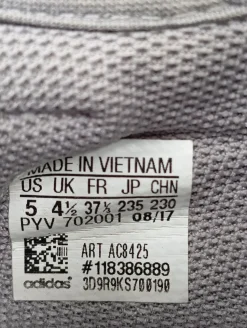 MADE IN VIETNAM
US UK FR JP CHN
5 4½ 37⅓ 235 230
PYV 702001 08/17
ART AC8425
#118386889
adidas 3D9R9KS700190